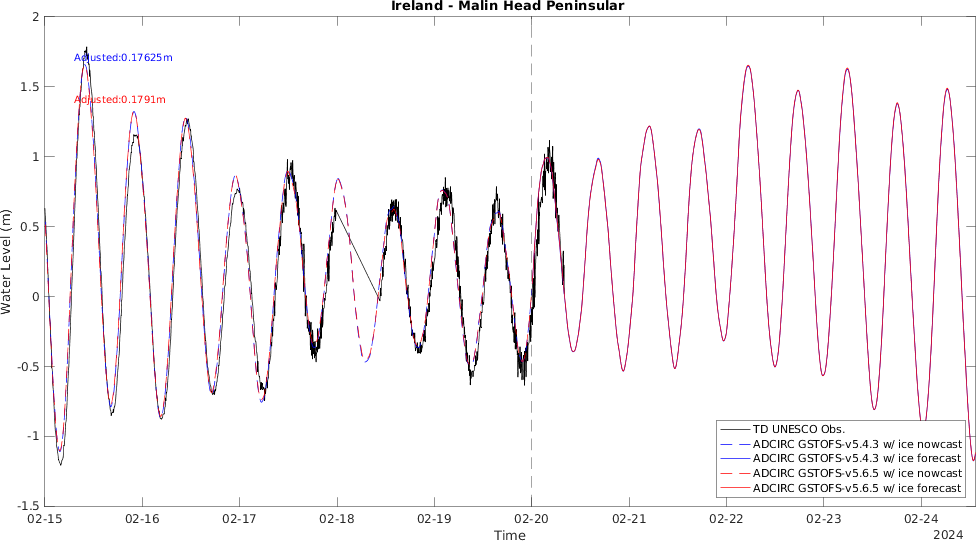 Ireland - Malin Head Peninsular
2
1.5
1
0.5
0
-0.5
-1
-1.5
Water Level (m)
Adjusted:0.17625m
Adjusted:0.1791m
TD UNESCO Obs.
ADCIRC GSTOFS-v5.4.3 w/ ice nowcast
ADCIRC GSTOFS-v5.4.3 w/ ice forecast
ADCIRC GSTOFS-v5.6.5 w/ ice nowcast
ADCIRC GSTOFS-v5.6.5 w/ ice forecast
02-15 02-16 02-17 02-18 02-19 02-20 02-21 02-22 02-23 02-24
Time
2024